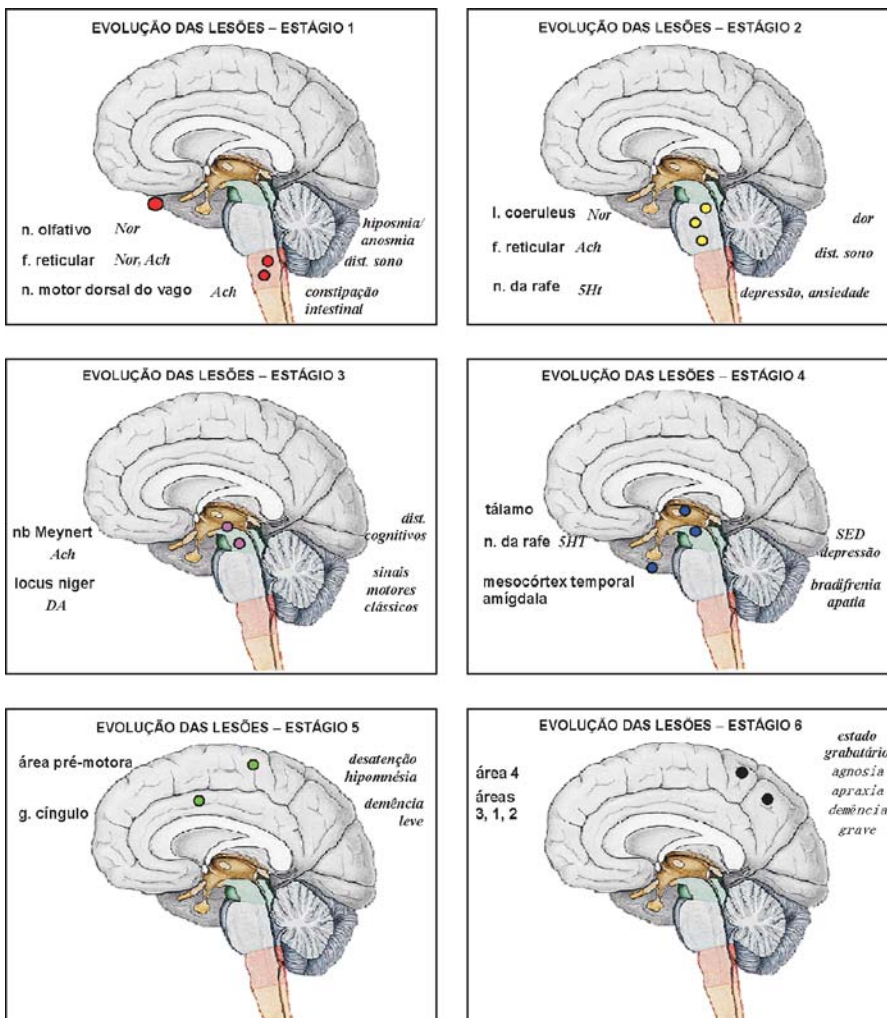 EVOLUÇÃO DAS LESÕES – ESTÁGIO 1
n. olfativo Nor
hiposmia/
anosmia
f. reticular Nor, Ach
dist. sono
n. motor dorsal do vago Ach
constipação
intestinal
EVOLUÇÃO DAS LESÕES – ESTÁGIO 2
l. coeruleus Nor
dor
f. reticular Ach
dist. sono
n. da rafe 5Ht
depressão, ansiedade
EVOLUÇÃO DAS LESÕES – ESTÁGIO 3
nb Meynert
Ach
dist.
cognitivos
locus niger
DA
sinais
motores
clássicos
EVOLUÇÃO DAS LESÕES – ESTÁGIO 4
tálamo
n. da rafe 5HT
SED
depressão
mesocórtex temporal
amígdala
bradifrenia
apatia
EVOLUÇÃO DAS LESÕES – ESTÁGIO 5
área pré-motora
desatenção
hipomnésia
g. cíngulo
demência
leve
EVOLUÇÃO DAS LESÕES – ESTÁGIO 6
área 4
áreas
3, 1, 2
estado
grabatário
agnosia
apraxia
demência
grave